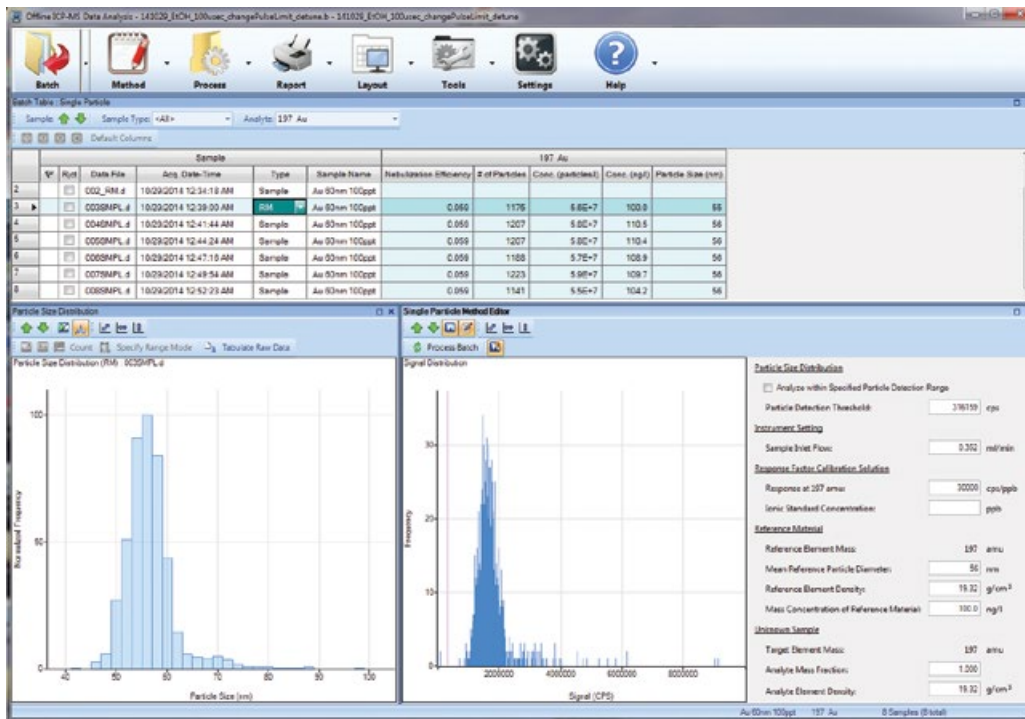 Offline ICP-MS Data Analysis - 141029_EtOH_100usec_changePulseLimit_detune.b - 141029_EtOH_100usec_changePulseLimit_detune
Batch Method Process Report Layout Tools Settings Help
Batch Table : Single Particle
Sample: Sample Type: <All> Analyte: 197 Au
Default Columns
Sample 197 Au
Rjct Data File Acq. Date-Time Type Sample Name Nebulization Efficiency # of Particles Conc. (particles/l) Conc. (ng/l) Particle Size (nm)
2 002_RM.d 10/29/2014 12:34:18 AM Sample Au 60nm 100ppt
3 003SMPL.d 10/29/2014 12:39:00 AM RM Au 60nm 100ppt 0.059 1176 5.6E+7 100.0
4 004SMPL.d 10/29/2014 12:41:44 AM Sample Au 60nm 100ppt 0.059 1207 5.8E+7 110.5 56
5 005SMPL.d 10/29/2014 12:44:24 AM Sample Au 60nm 100ppt 0.059 1207 5.8E+7 110.4 56
6 006SMPL.d 10/29/2014 12:47:16 AM Sample Au 60nm 100ppt 0.059 1188 5.7E+7 108.9 56
7 007SMPL.d 10/29/2014 12:49:54 AM Sample Au 60nm 100ppt 0.059 1223 5.9E+7 109.7 56
8 008SMPL.d 10/29/2014 12:52:23 AM Sample Au 60nm 100ppt 0.059 1141 5.5E+7 104.2 56
Particle Size Distribution
Count Specify Range Mode Tabulate Raw Data
Particle Size Distribution (RM) : 003SMPL.d
Normalized Frequency
100
50
0
40 50 60 70 80 90 100
Particle Size (nm)
Single Particle Method Editor
Process Batch
Signal Distribution
Frequency
30
20
10
0
2000000 4000000 6000000 8000000
Signal (CPS)
Particle Size Distribution
Analyze within Specified Particle Detection Range
Particle Detection Threshold: 316159 cps
Instrument Setting
Sample Inlet Flow: 0.352 ml/min
Response Factor Calibration Solution
Response at 197 amu: 30000 cps/ppb
Ionic Standard Concentration: ppb
Reference Material
Reference Element Mass: 197 amu
Mean Reference Particle Diameter: 56 nm
Reference Element Density: 19.32 g/cm³
Mass Concentration of Reference Material: 100.0 ng/l
Unknown Sample
Target Element Mass: 197 amu
Analyte Mass Fraction: 1.000
Analyte Element Density: 19.32 g/cm³
Au 60nm 100ppt 197 Au 8 Samples (8 total)